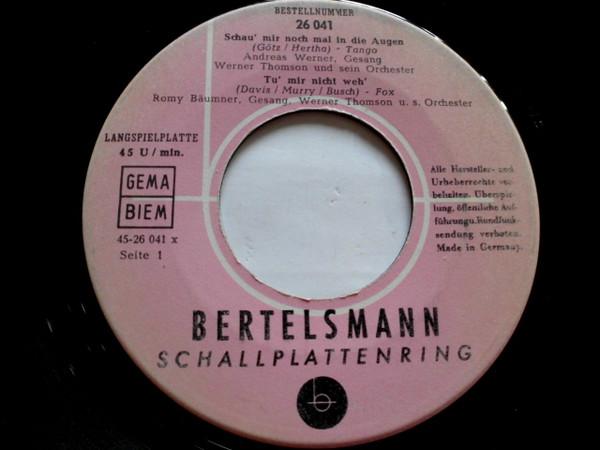 BESTELLNUMMER
26 041
Schau' mir noch mal in die Augen
(Götz / Hertha) - Tango
Andreas Werner, Gesang
Werner Thomson und sein Orchester
Tu' mir nicht weh'
(Davis / Murry / Busch) - Fox
Romy Bäumner, Gesang, Werner Thomson u. s. Orchester
LANGSPIELPLATTE
45 U / min.
GEMA
BIEM
45-26 041 x
Seite 1
Alle Hersteller- und
Urheberrechte vor-
behalten. Überspie-
lung, öffentliche Auf-
führungu. Rundfunk-
sendung verboten.
Made in Germany.
BERTELSMANN
SCHALLPLATTENRING
b